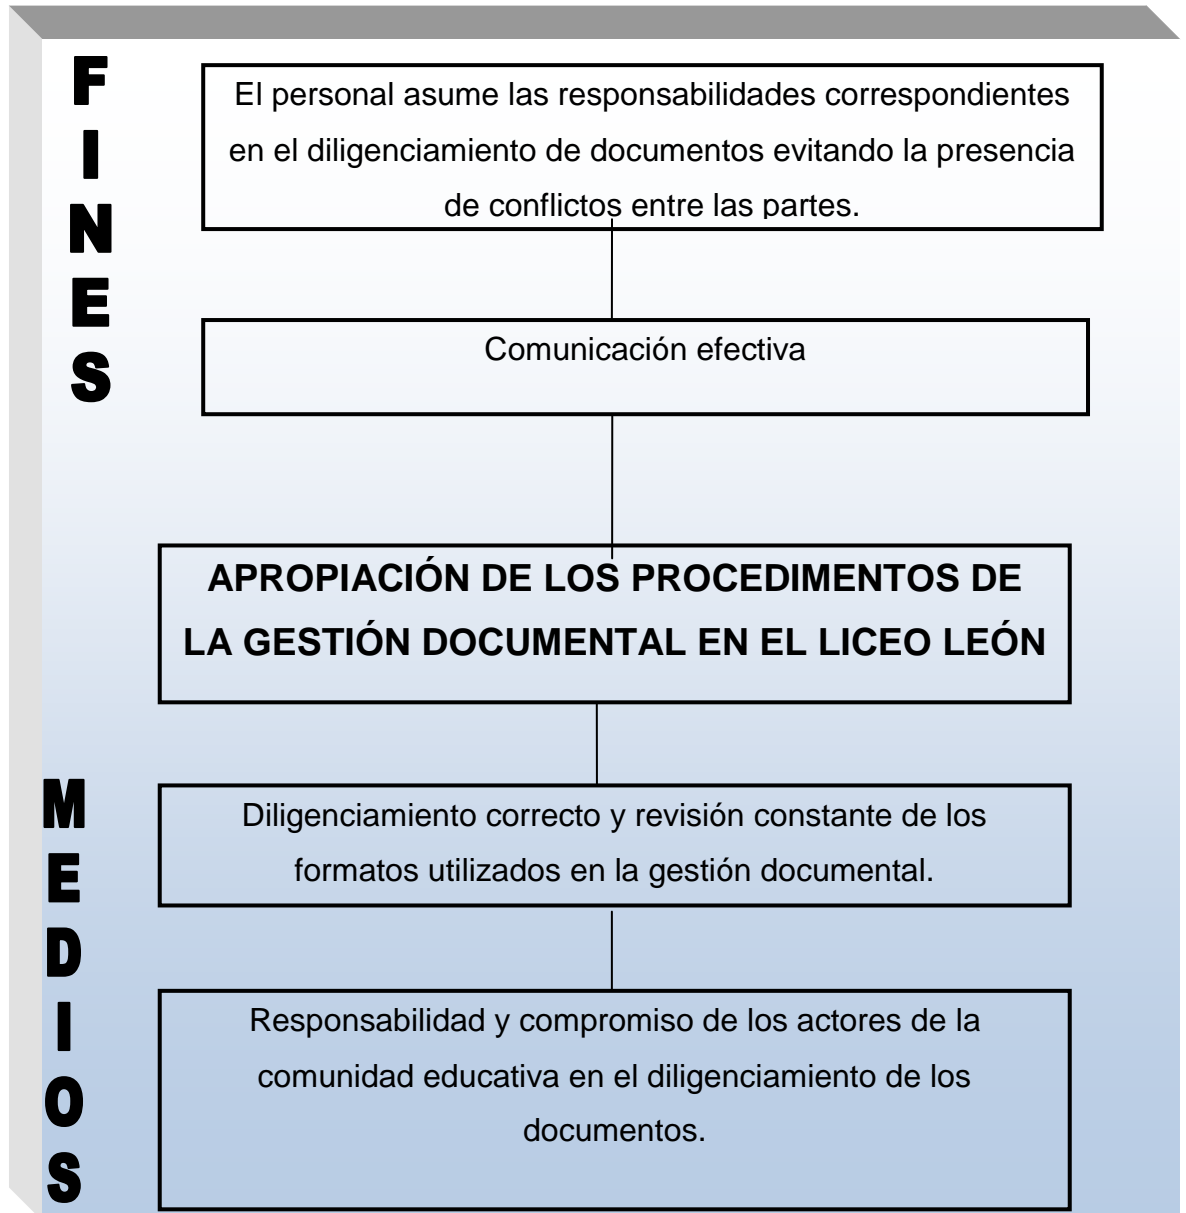 FINES
El personal asume las responsabilidades correspondientes
en el diligenciamiento de documentos evitando la presencia
de conflictos entre las partes.
Comunicación efectiva
APROPIACIÓN DE LOS PROCEDIMENTOS DE
LA GESTIÓN DOCUMENTAL EN EL LICEO LEÓN
MEDIOS
Diligenciamiento correcto y revisión constante de los
formatos utilizados en la gestión documental.
Responsabilidad y compromiso de los actores de la
comunidad educativa en el diligenciamiento de los
documentos.